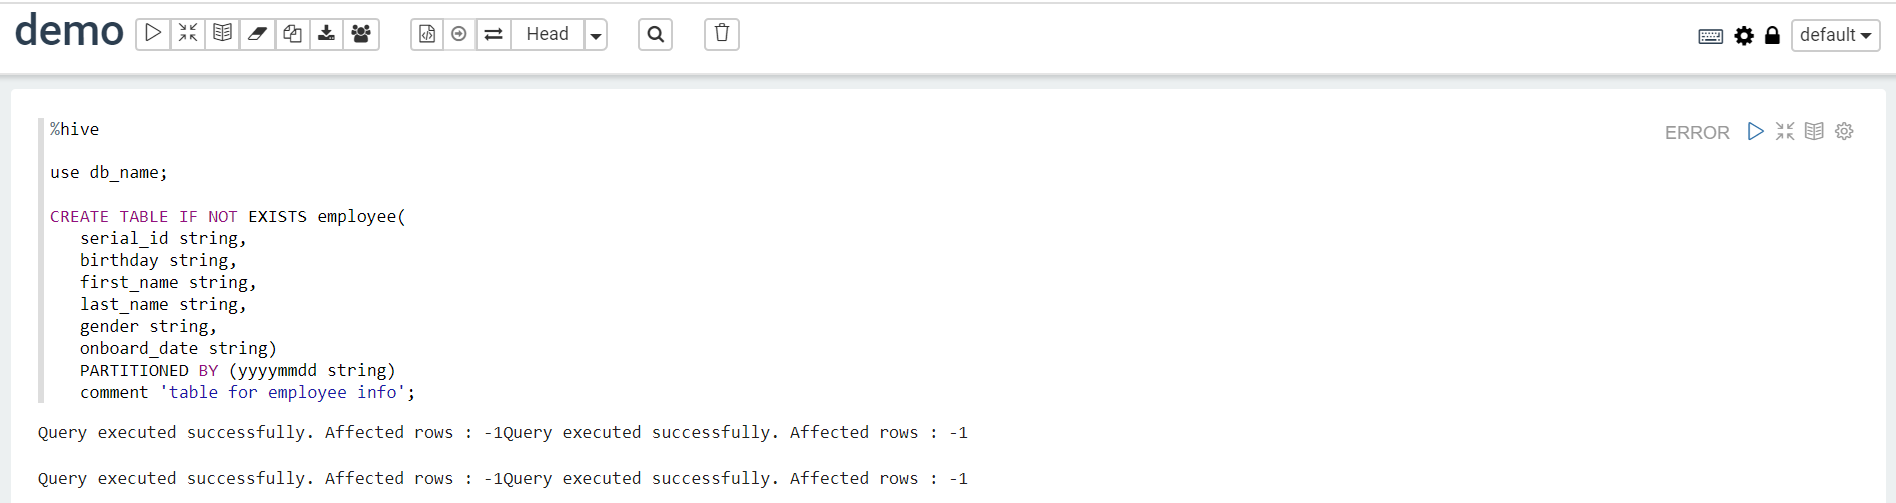 demo Head default
%hive
ERROR
use db_name;
CREATE TABLE IF NOT EXISTS employee(
serial_id string,
birthday string,
first_name string,
last_name string,
gender string,
onboard_date string)
PARTITIONED BY (yyyymmdd string)
comment 'table for employee info';
Query executed successfully. Affected rows : -1Query executed successfully. Affected rows : -1
Query executed successfully. Affected rows : -1Query executed successfully. Affected rows : -1